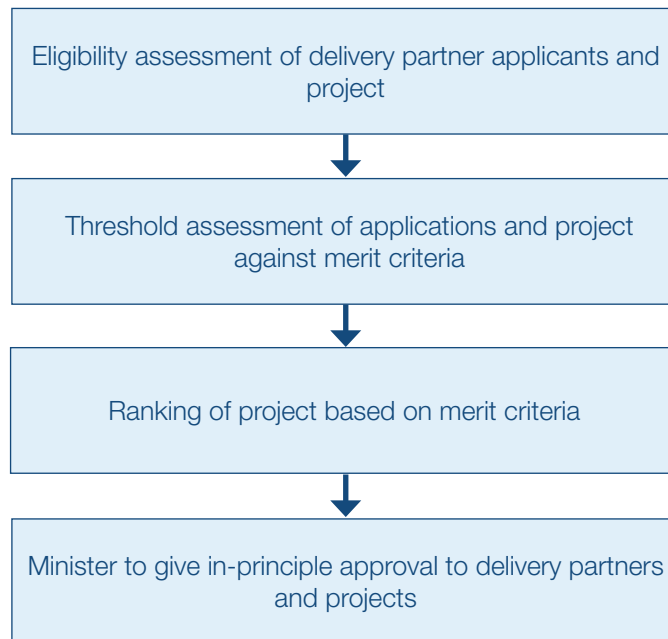 Eligibility assessment of delivery partner applicants and
project
Threshold assessment of applications and project
against merit criteria
Ranking of project based on merit criteria
Minister to give in-principle approval to delivery partners
and projects